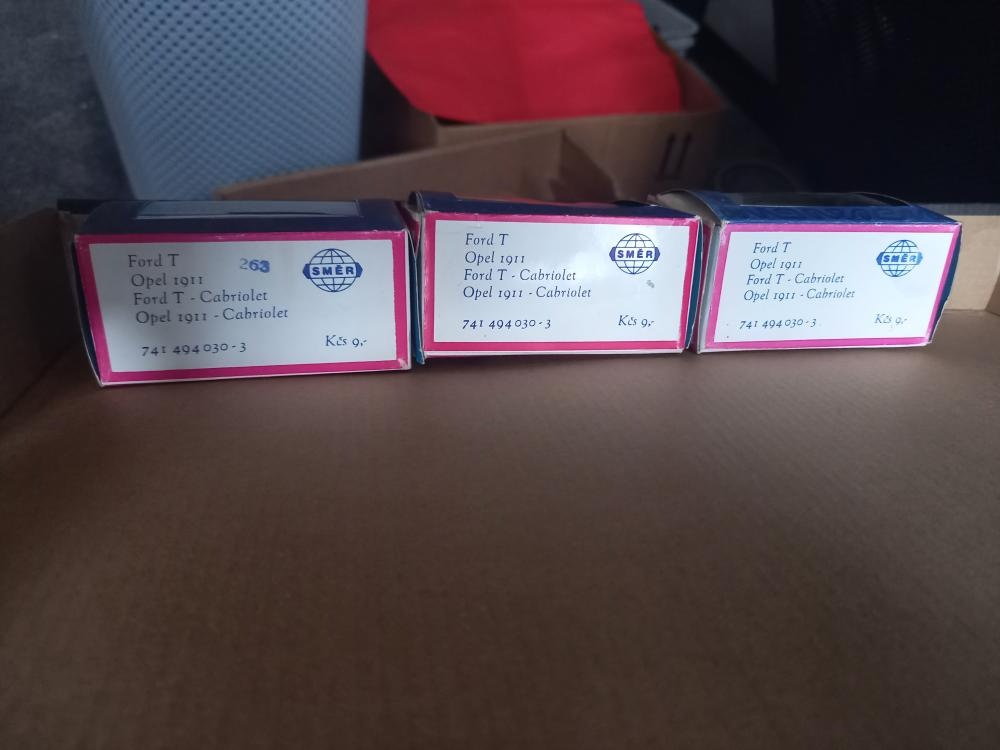 Ford T
263
SMĚR
Opel 1911
Ford T - Cabriolet
Opel 1911 - Cabriolet
741 494 030 - 3
Kčs 9,-
Ford T
SMĚR
Opel 1911
Ford T - Cabriolet
Opel 1911 - Cabriolet
741 494 030 - 3
Kčs 9,-
Ford T
SMĚR
Opel 1911
Ford T - Cabriolet
Opel 1911 - Cabriolet
741 494 030 - 3
Kčs 9,-